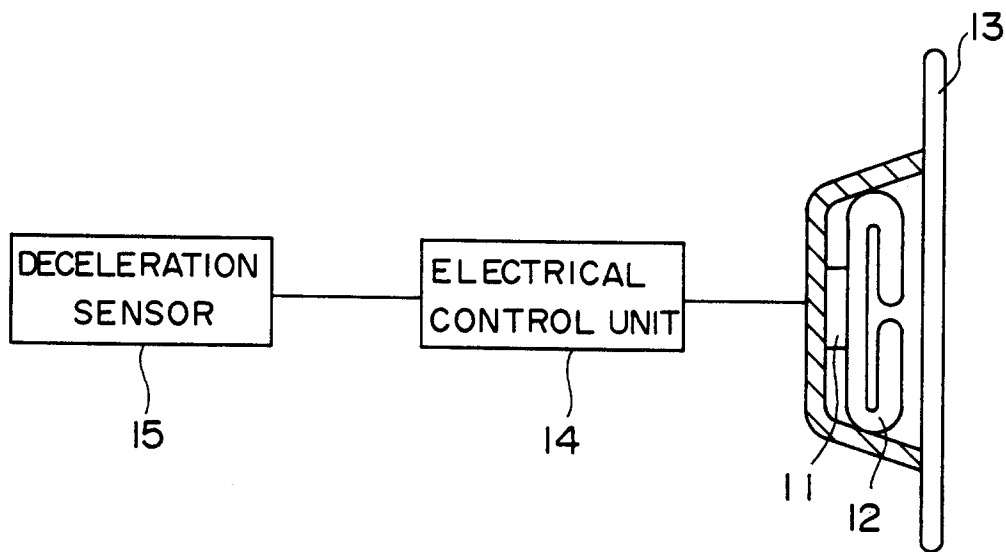 13
DECELERATION
SENSOR
ELECTRICAL
CONTROL UNIT
15
14
11
12